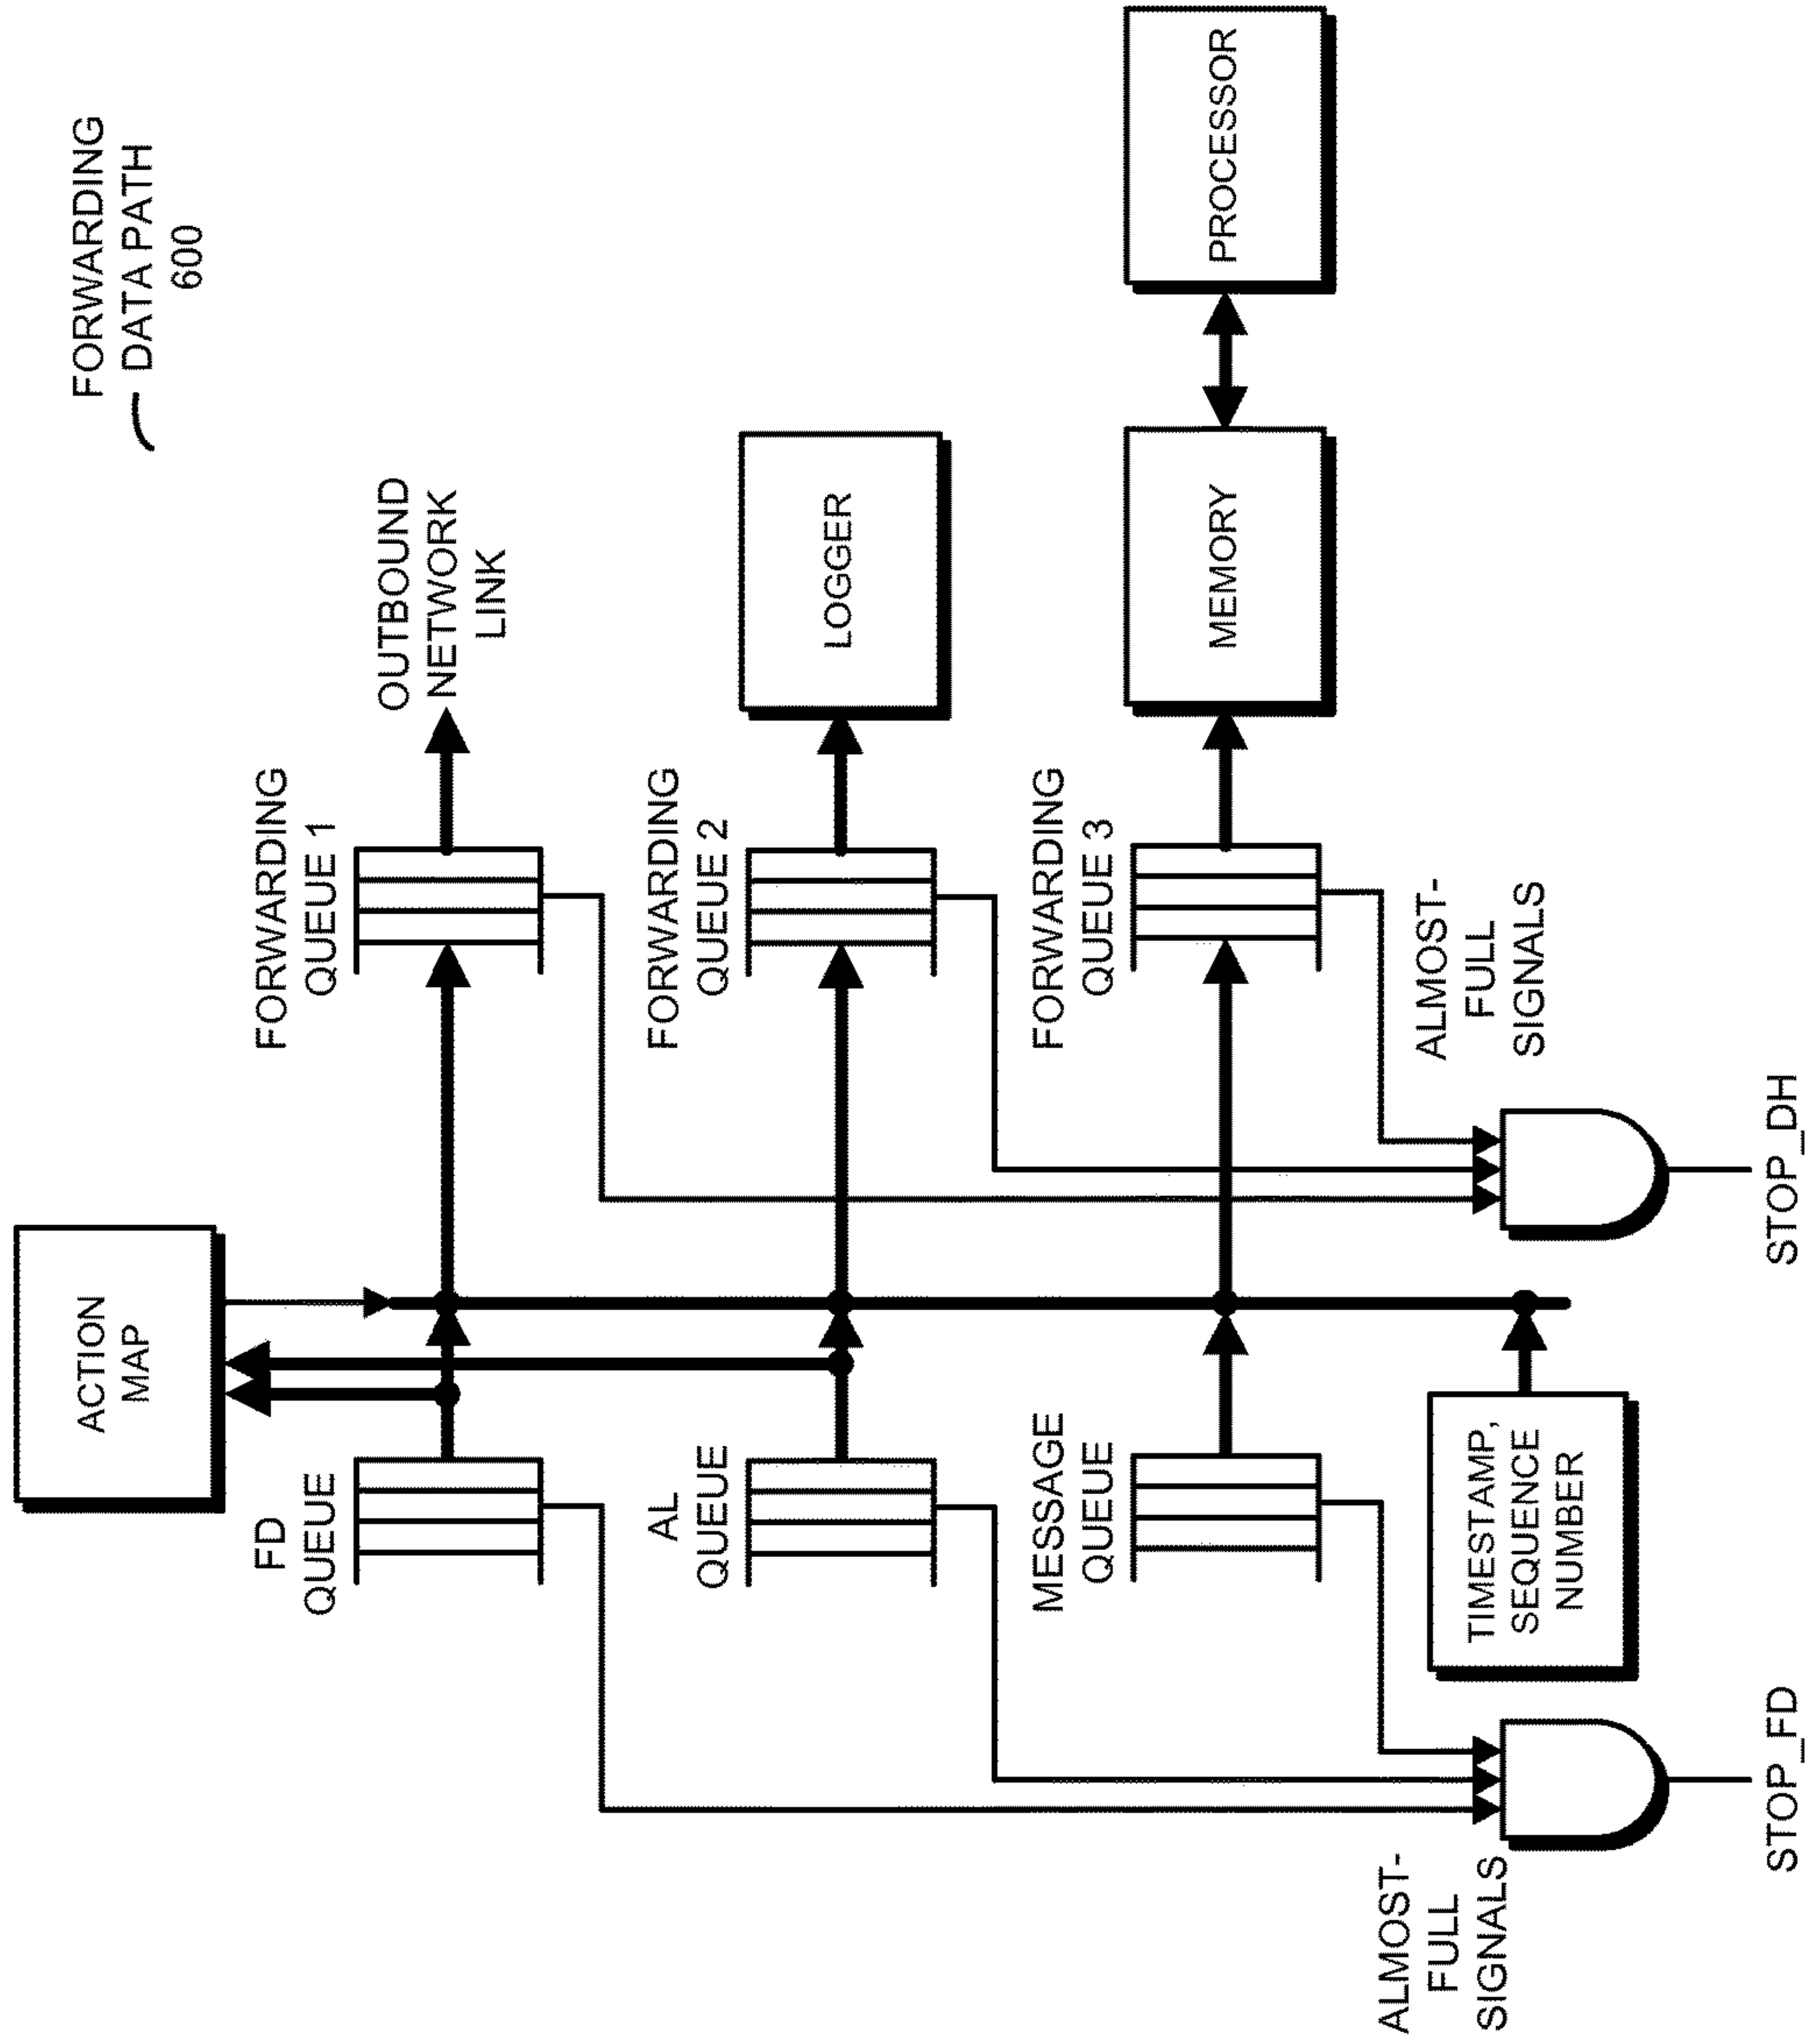 FORWARDING
DATA PATH
600
ACTION
MAP
FD
QUEUE
FORWARDING
QUEUE 1
OUTBOUND
NETWORK
LINK
AL
QUEUE
FORWARDING
QUEUE 2
LOGGER
MESSAGE
QUEUE
FORWARDING
QUEUE 3
MEMORY
PROCESSOR
TIMESTAMP,
SEQUENCE
NUMBER
ALMOST-
FULL
SIGNALS
ALMOST-
FULL
SIGNALS
STOP_FD
STOP_DH